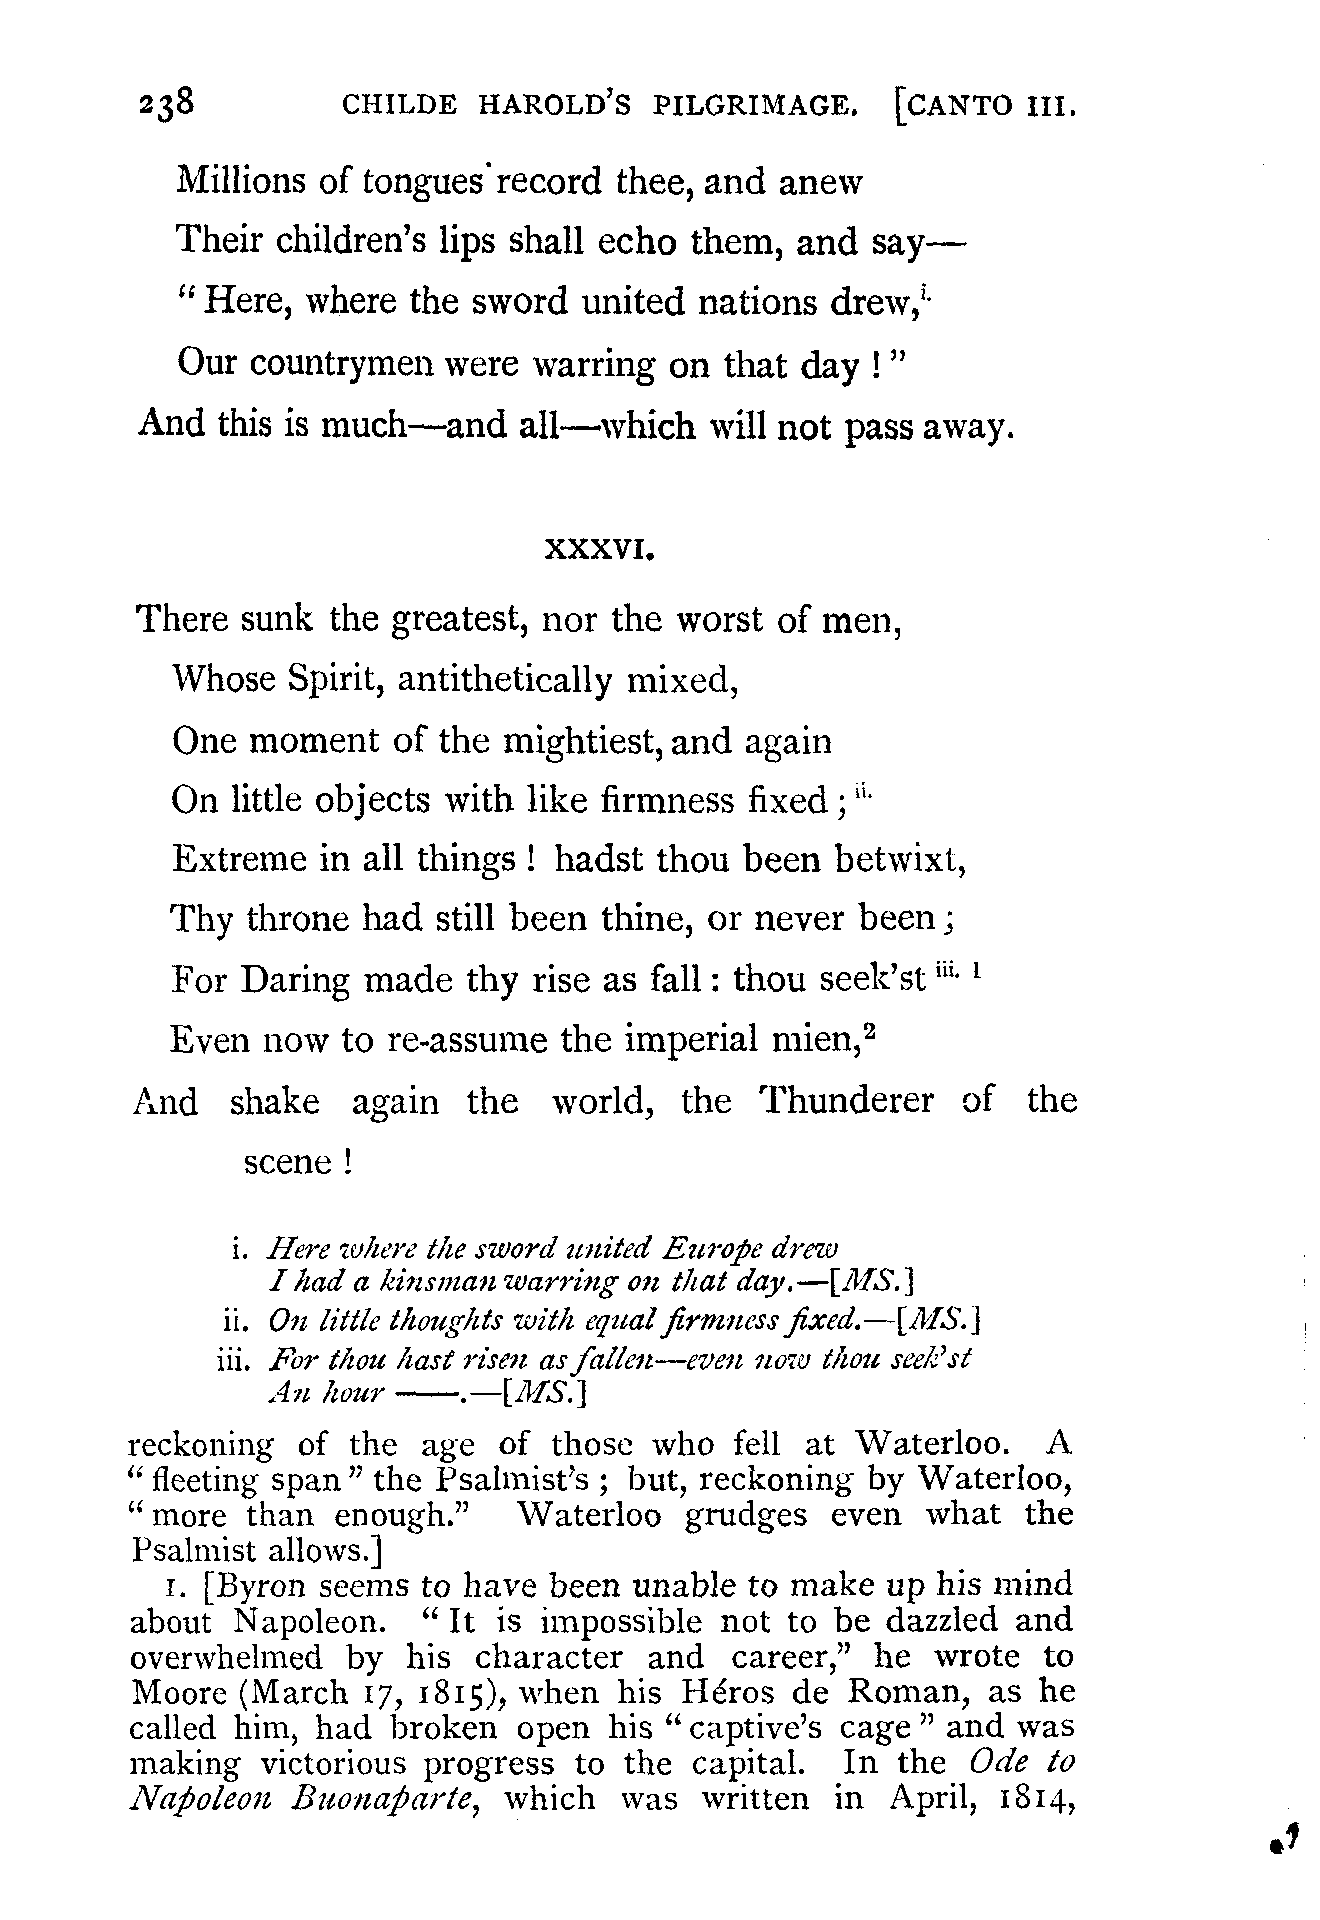 238 CHILDE HAROLD'S PILGRIMAGE. [CANTO III.
Millions of tongues record thee, and anew
Their children's lips shall echo them, and say—
"Here, where the sword united nations drew,i.
Our countrymen were warring on that day!"
And this is much—and all—which will not pass away.
XXXVI.
There sunk the greatest, nor the worst of men,
Whose Spirit, antithetically mixed,
One moment of the mightiest, and again
On little objects with like firmness fixed; ii.
Extreme in all things! hadst thou been betwixt,
Thy throne had still been thine, or never been;
For Daring made thy rise as fall: thou seek'st iii. 1
Even now to re-assume the imperial mien,2
And shake again the world, the Thunderer of the
scene!
i. Here where the sword united Europe drew
I had a kinsman warring on that day.—[MS.]
ii. On little thoughts with equal firmness fixed.—[MS.]
iii. For thou hast risen as fallen—even now thou seek'st
An hour ——.—[MS.]
reckoning of the age of those who fell at Waterloo. A
"fleeting span" the Psalmist's; but, reckoning by Waterloo,
"more than enough." Waterloo grudges even what the
Psalmist allows.]
1. [Byron seems to have been unable to make up his mind
about Napoleon. "It is impossible not to be dazzled and
overwhelmed by his character and career," he wrote to
Moore (March 17, 1815), when his Héros de Roman, as he
called him, had broken open his "captive's cage" and was
making victorious progress to the capital. In the Ode to
Napoleon Buonaparte, which was written in April, 1814,